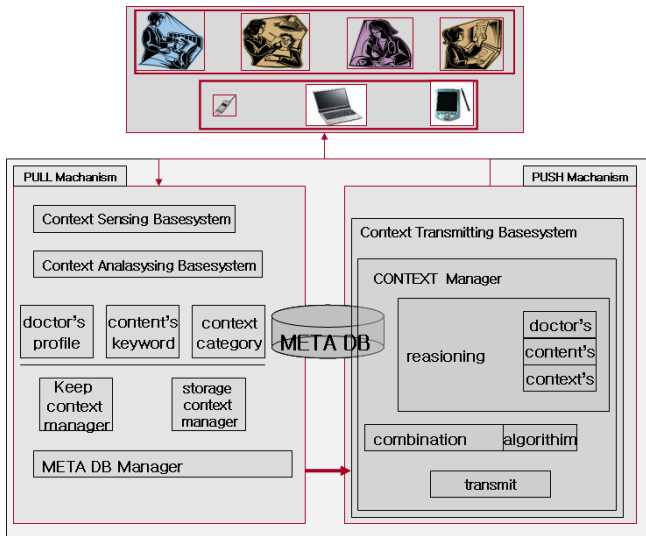 PULL Machanism
PUSH Mechanism
Context Sensing Basesystem
Context Analasysing Basesystem
doctor's
profile
content's
keyword
context
category
Keep
context
manager
storage
context
manager
META DB Manager
META DB
Context Transmitting Basesystem
CONTEXT Manager
reasioning
doctor's
content's
context's
combination
algorithim
transmit